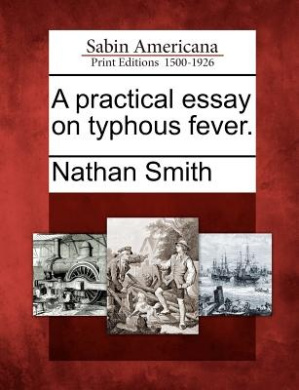 Sabin Americana
Print Editions 1500-1926
A practical essay
on typhous fever.
Nathan Smith